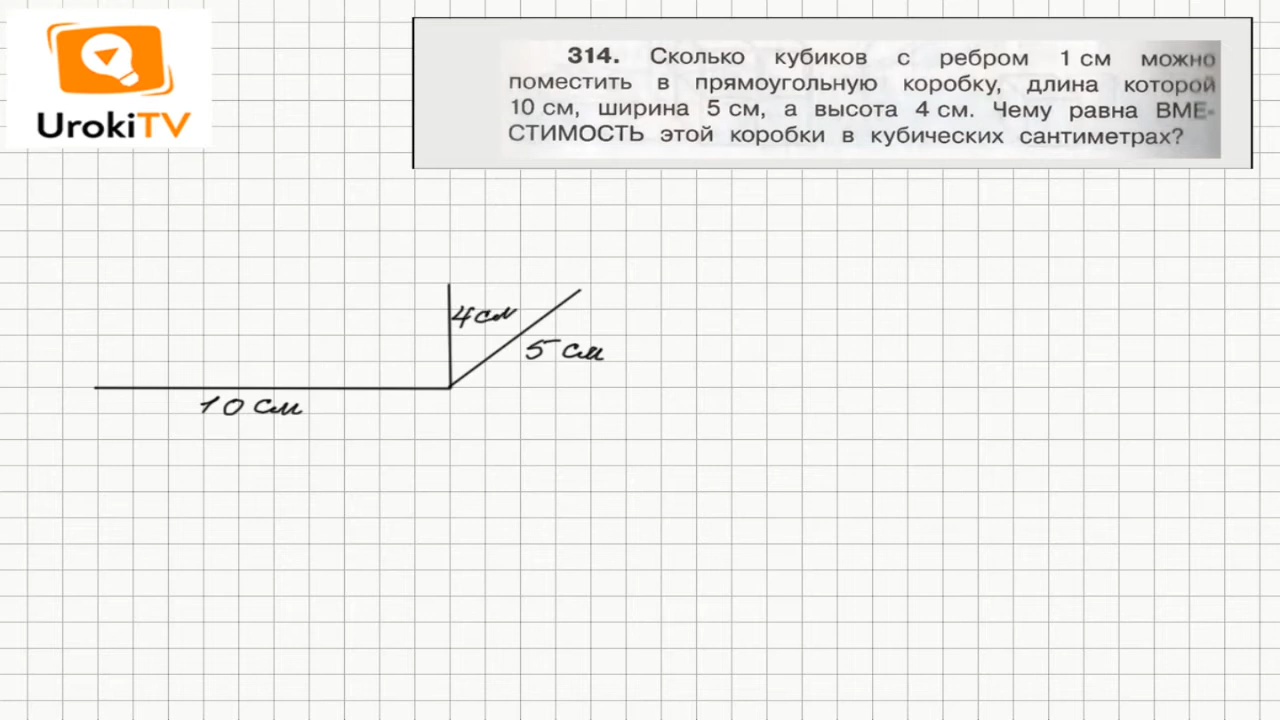 UrokiTV
314. Сколько кубиков с ребром 1 см можно
поместить в прямоугольную коробку, длина которой
10 см, ширина 5 см, а высота 4 см. Чему равна ВМЕ-
СТИМОСТЬ этой коробки в кубических сантиметрах?
4 см
5 см
10 см